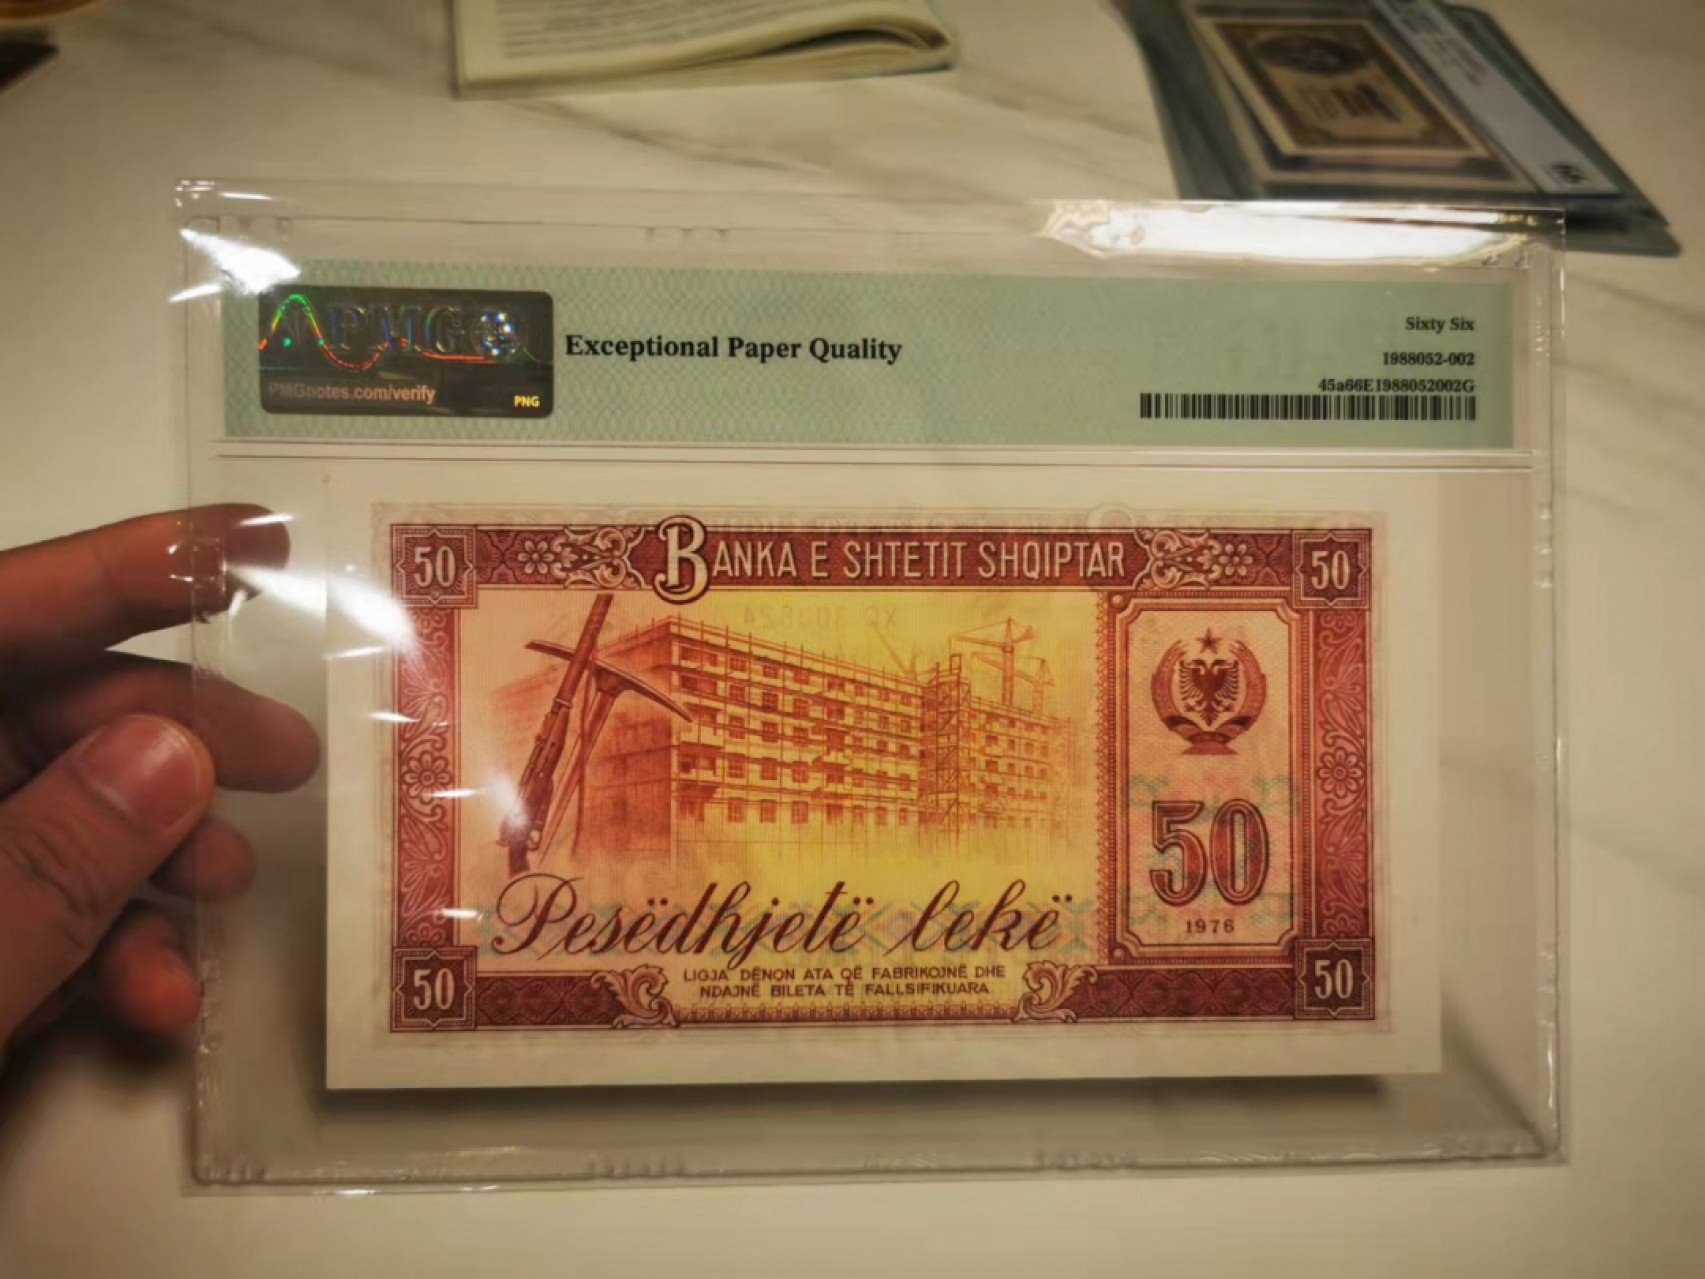 PMG
PMGnotes.com/verify
PNG
Exceptional Paper Quality
Sixty Six
1988052-002
45a66E1988052002G
50
BANKA E SHTETIT SHQIPTAR
50
50
1976
Pesëdhjetë lekë
LIGJA DËNON ATA QË FABRIKOJNË DHE
NDAJNË BILETA TË FALLSIFIKUARA
50
50